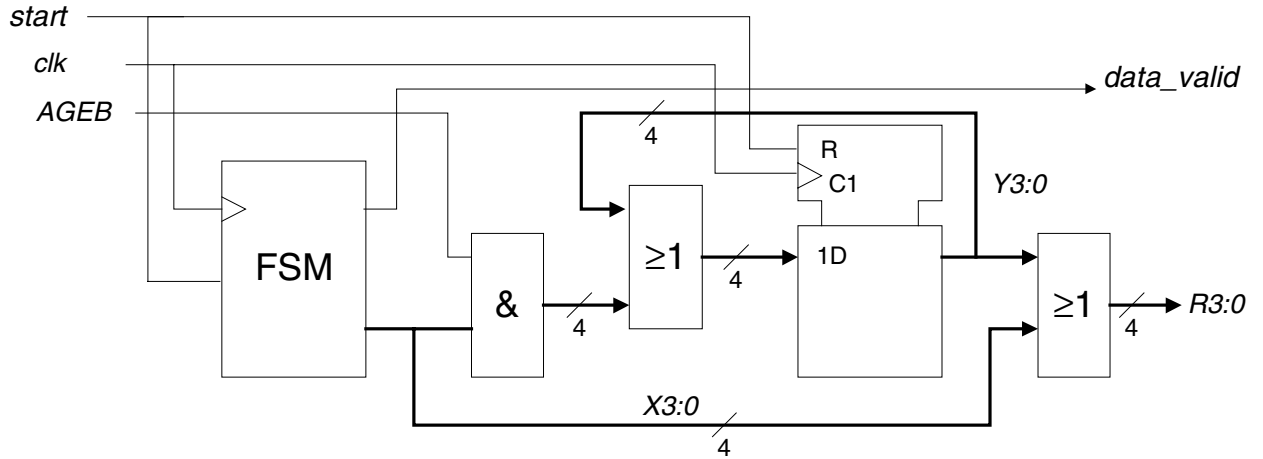 start
clk
AGEB
data_valid
4
R
C1
Y3:0
FSM
≥1
4
1D
&
4
≥1
4
R3:0
X3:0
4